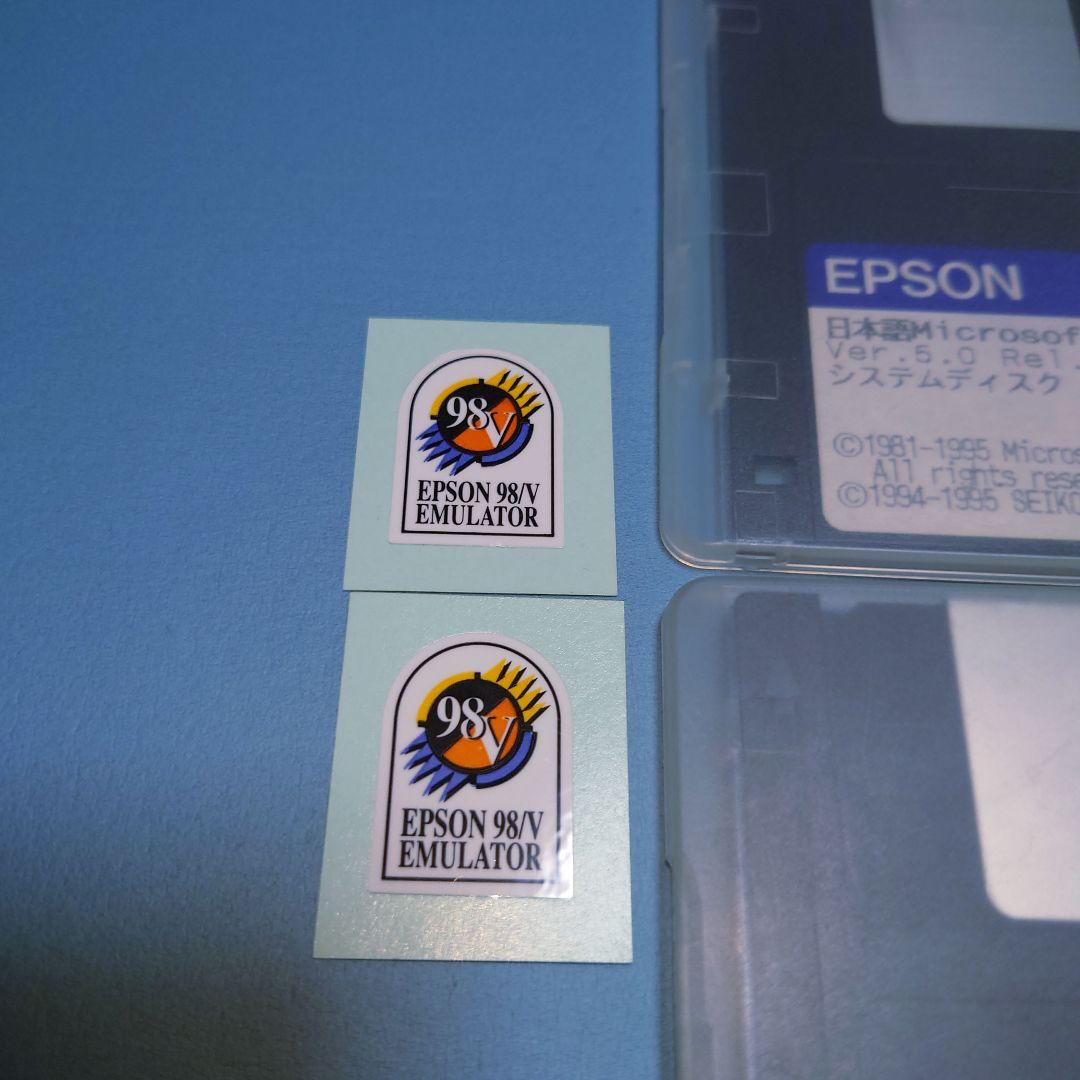 98V
EPSON 98/V
EMULATOR
98V
EPSON 98/V
EMULATOR
EPSON
日本語Microsof
Ver.5.0 Rel.
システムディスク
©1981-1995 Micros
All rights rese
©1994-1995 SEIKO